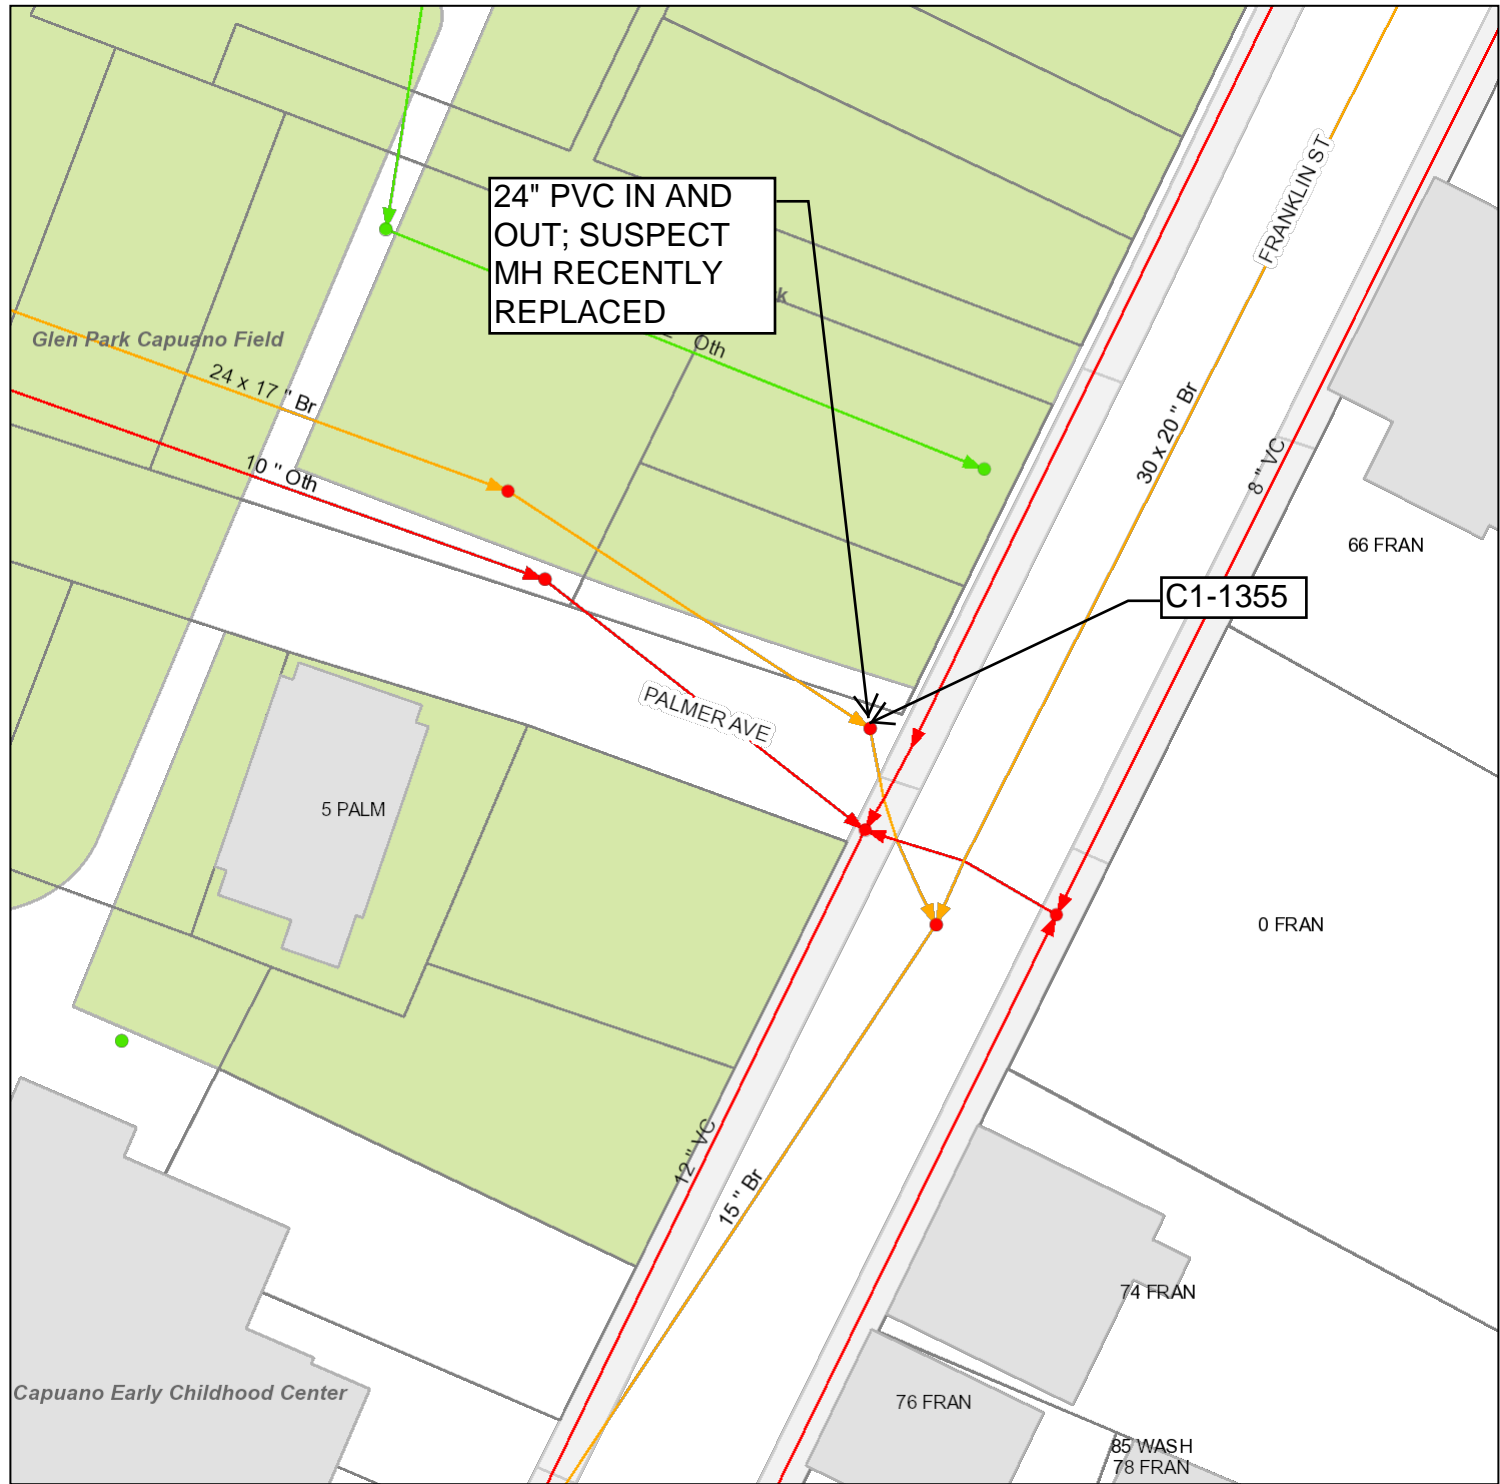 24" PVC IN AND
OUT; SUSPECT
MH RECENTLY
REPLACED
FRANKLIN ST
k
Oth
Glen Park Capuano Field
24 x 17 " Br
30 x 20 " Br
8 " VC
10 " Oth
66 FRAN
C1-1355
PALMER AVE
5 PALM
0 FRAN
12 " VC
15 " Br
74 FRAN
Capuano Early Childhood Center
76 FRAN
85 WASH
78 FRAN